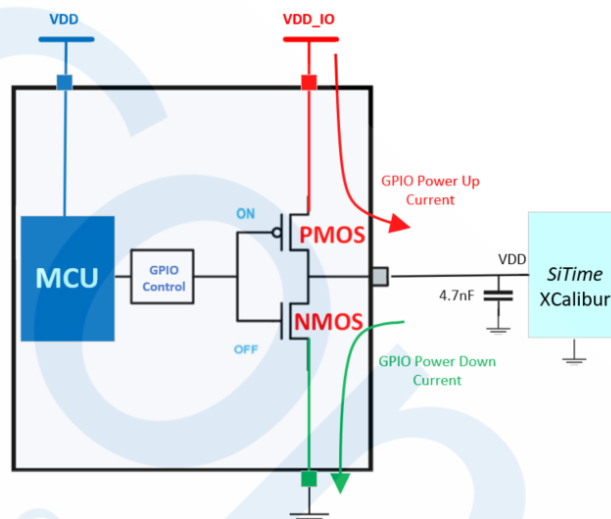 VDD
VDD_IO
GPIO Power Up
Current
ON
PMOS
MCU
GPIO
Control
VDD
SiTime
XCalibur
4.7nF
NMOS
OFF
GPIO Power Down
Current